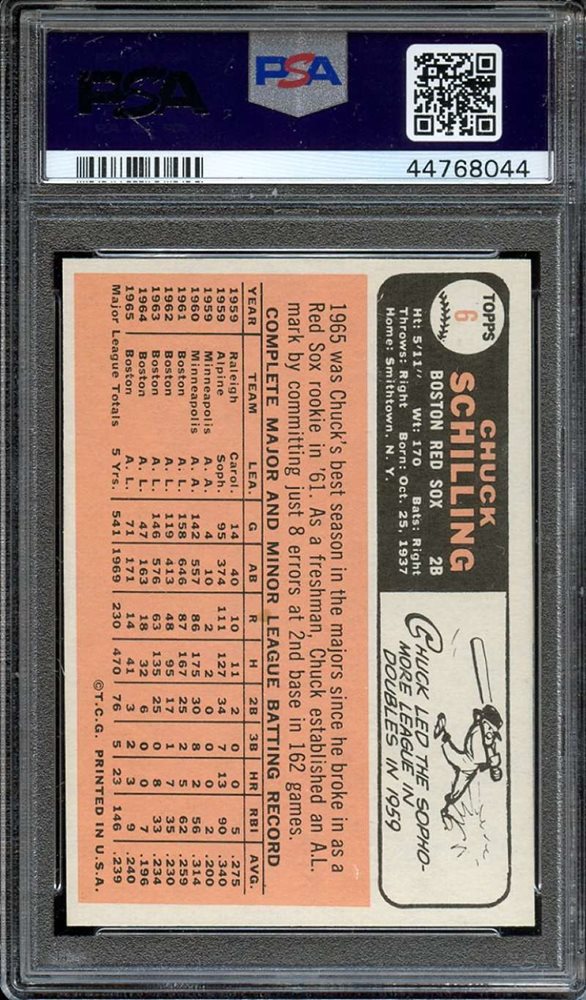 PSA
PSA
44768044
TOPPS
6
CHUCK
SCHILLING
BOSTON RED SOX 2B
Ht: 5'11" Wt: 170 Bats: Right
Throws: Right Born: Oct. 25, 1937
Home: Smithtown, N. Y.
CHUCK LED THE SOPHO-
MORE LEAGUE IN
DOUBLES IN 1959
1965 was Chuck's best season in the majors since he broke in as a
Red Sox rookie in '61. As a freshman, Chuck established an A.L.
mark by committing just 8 errors at 2nd base in 162 games.
COMPLETE MAJOR AND MINOR LEAGUE BATTING RECORD
YEAR TEAM LEA. G AB R H 2B 3B HR RBI AVG.
1959 Raleigh Carol. 14 40 10 11 2 0 0 5 .275
1959 Alpine Soph. 95 374 111 127 34 7 13 90 .340
1959 Minneapolis A. A. 4 10 2 2 0 0 0 2 .200
1960 Minneapolis A. A. 142 557 86 175 30 8 2 56 .314
1961 Boston A. L. 158 646 87 167 25 2 5 62 .259
1962 Boston A. L. 119 413 48 95 17 1 7 35 .230
1963 Boston A. L. 146 576 63 135 25 0 8 33 .234
1964 Boston A. L. 47 163 18 32 6 0 0 7 .196
1965 Boston A. L. 71 171 14 41 3 2 3 9 .240
Major League Totals 5 Yrs. 541 1969 230 470 76 5 23 146 .239
©T.C.G. PRINTED IN U.S.A.